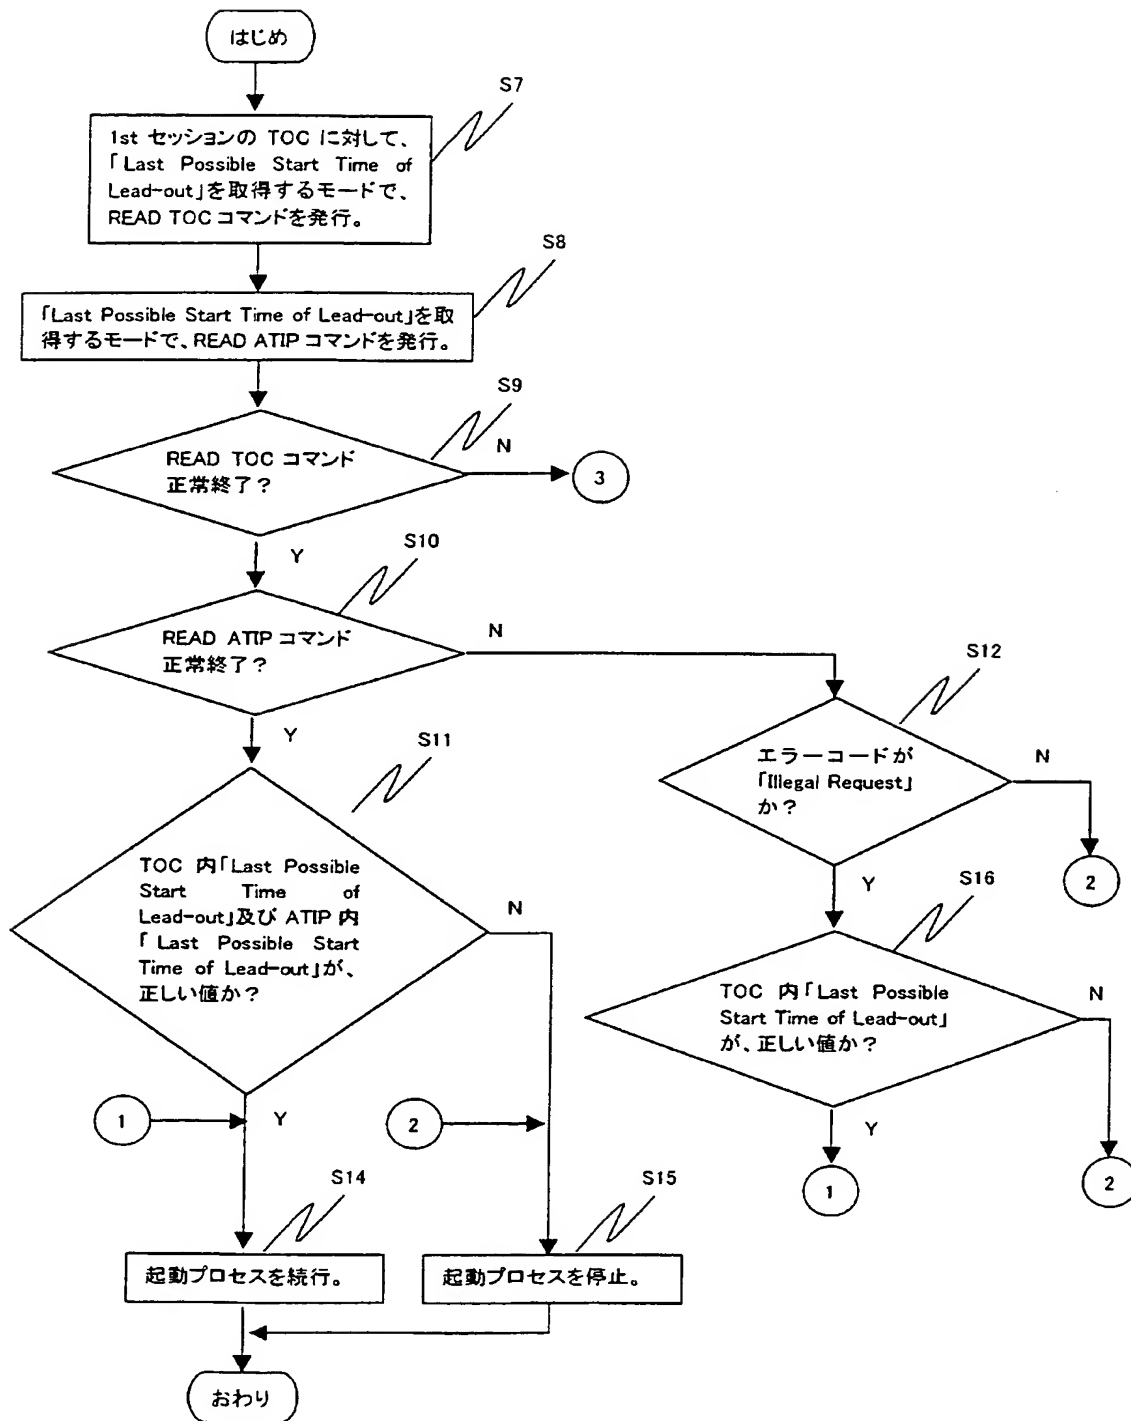 はじめ
S7
1st セッションの TOC に対して、
「Last Possible Start Time of
Lead-out」を取得するモードで、
READ TOC コマンドを発行。
S8
「Last Possible Start Time of Lead-out」を取
得するモードで、READ ATIP コマンドを発行。
S9
READ TOC コマンド
正常終了？
N
3
Y
S10
READ ATIP コマンド
正常終了？
N
Y
S12
エラーコードが
「Illegal Request」
か？
N
2
Y
S11
TOC 内「Last Possible
Start Time of
Lead-out」及び ATIP 内
「Last Possible Start
Time of Lead-out」が、
正しい値か？
N
S16
TOC 内「Last Possible
Start Time of Lead-out」
が、正しい値か？
N
Y
1
2
1
Y
2
S14
起動プロセスを続行。
S15
起動プロセスを停止。
おわり